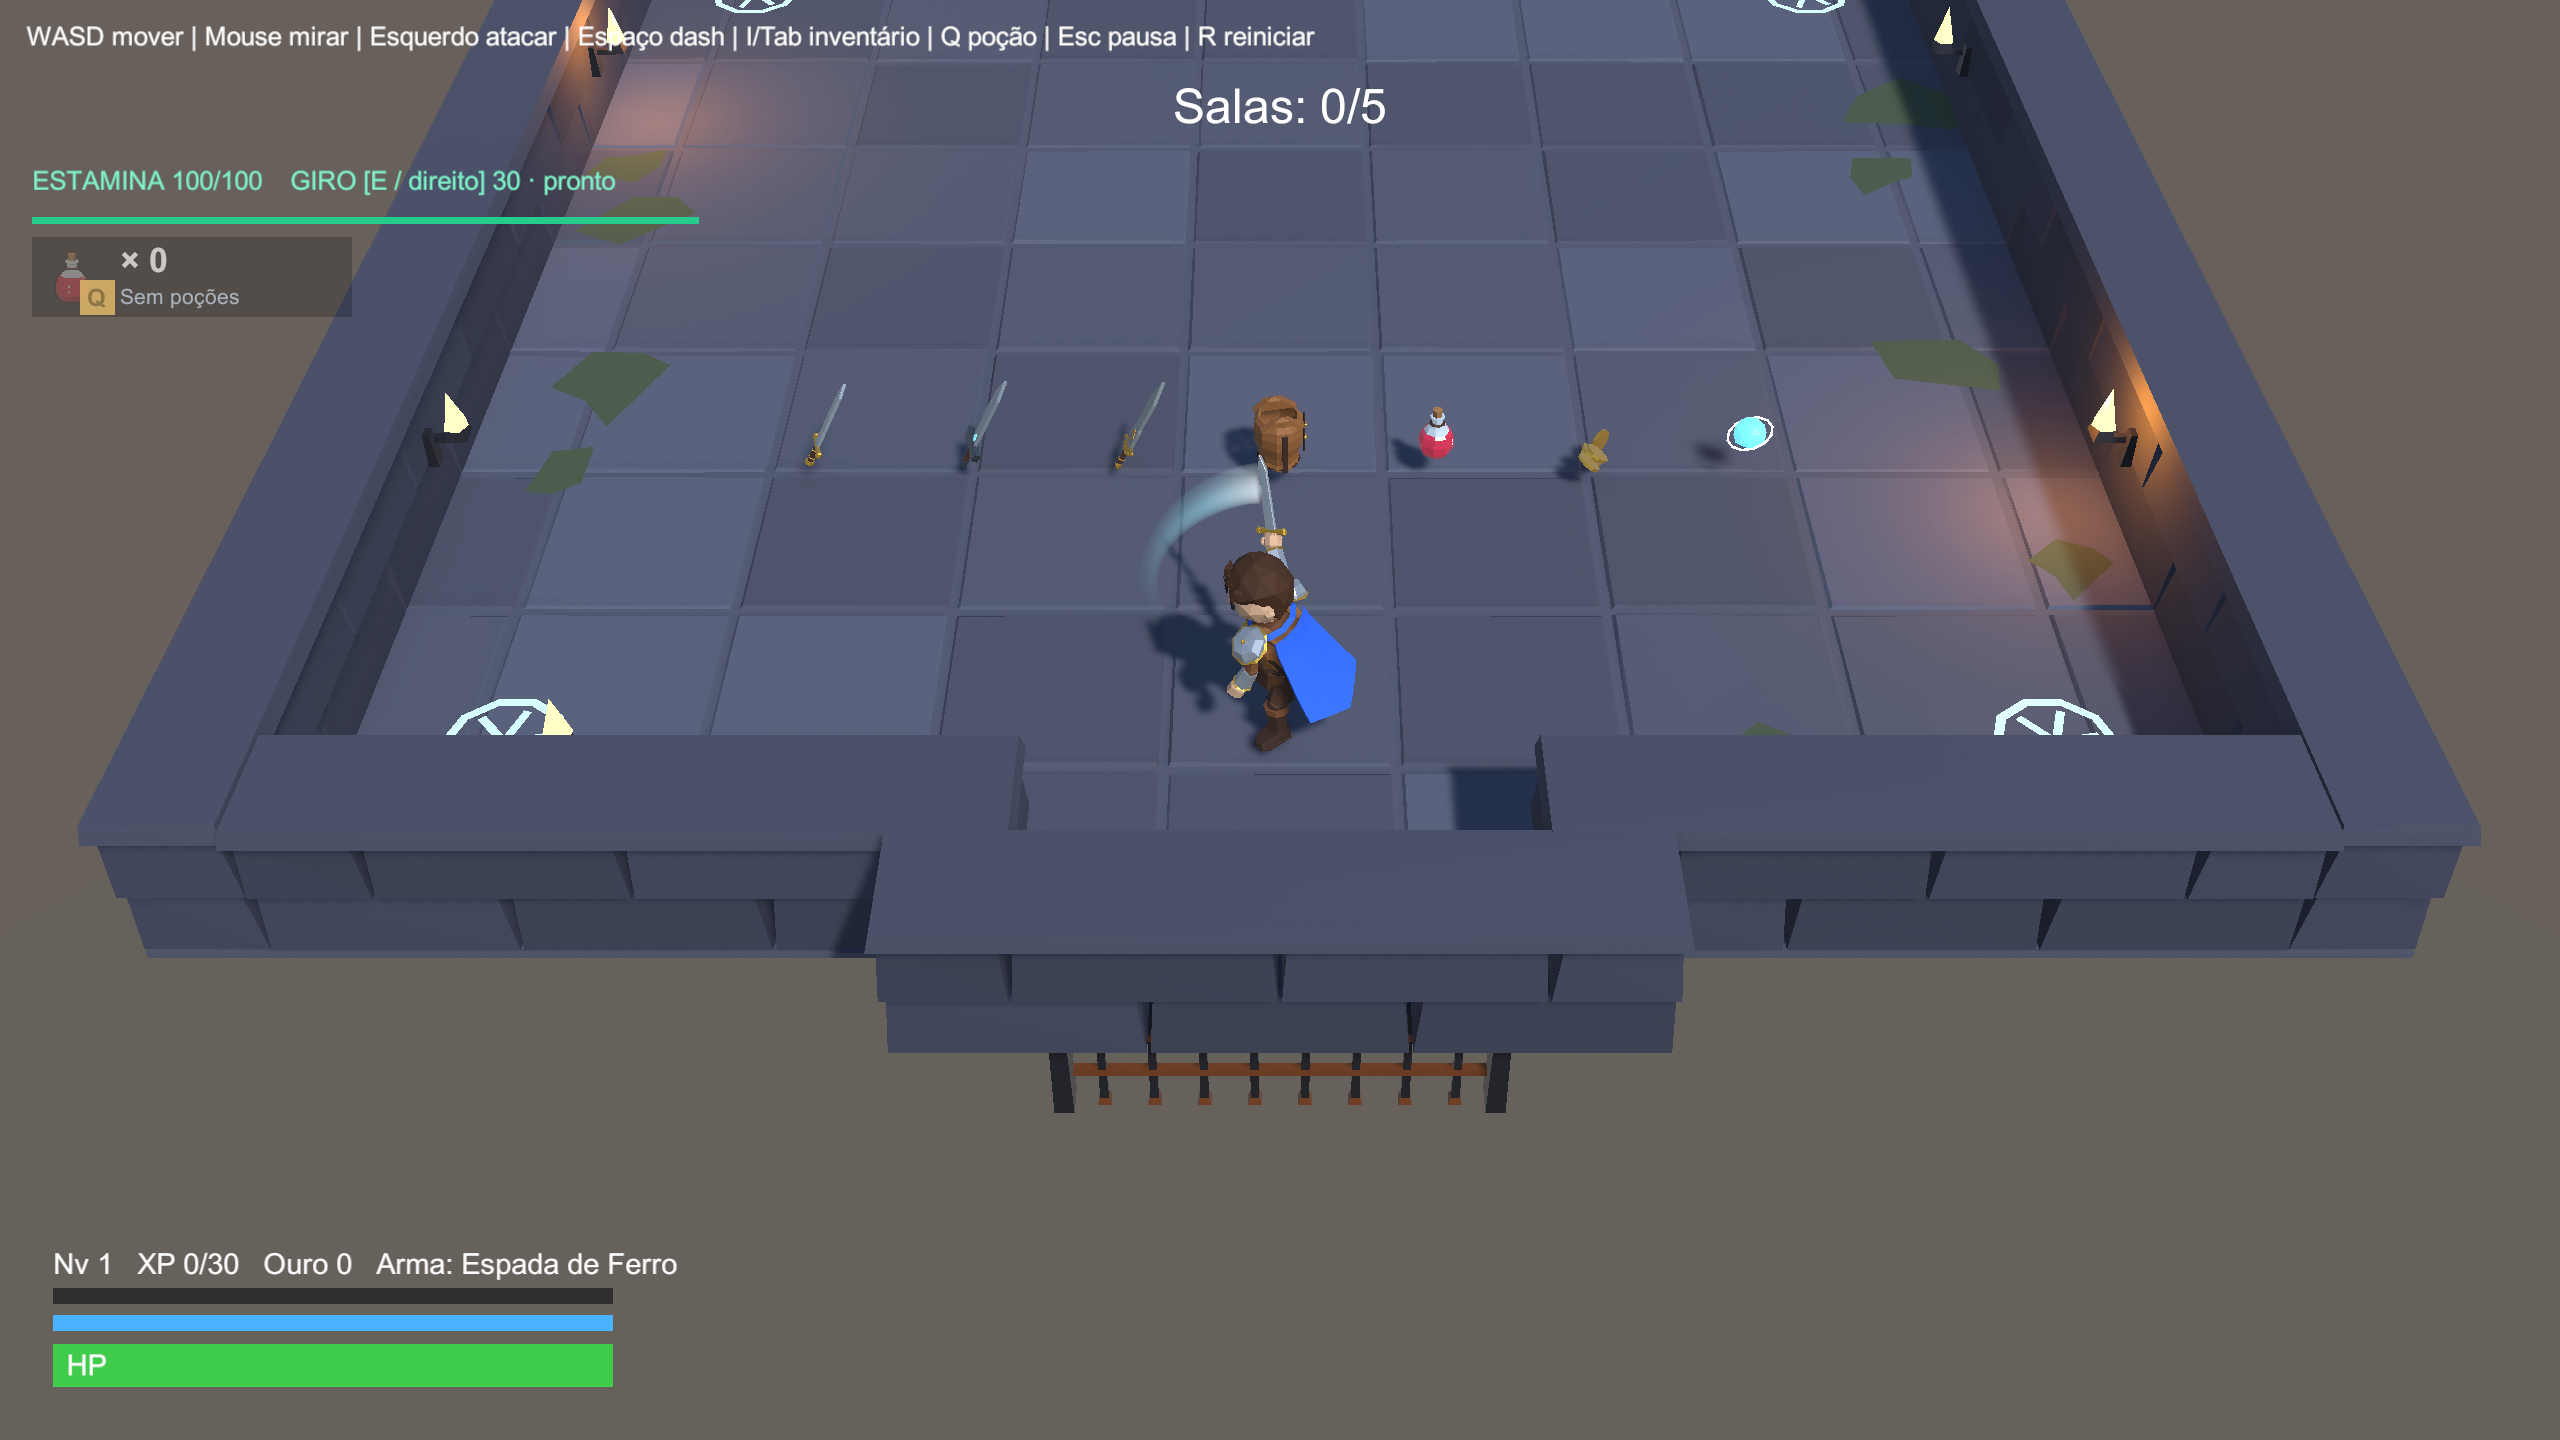 WASD mover | Mouse mirar | Esquerdo atacar | Espaço dash | I/Tab inventário | Q poção | Esc pausa | R reiniciar
Salas: 0/5
ESTAMINA 100/100 GIRO [E / direito] 30 · pronto
× 0
Q Sem poções
Nv 1 XP 0/30 Ouro 0 Arma: Espada de Ferro
HP